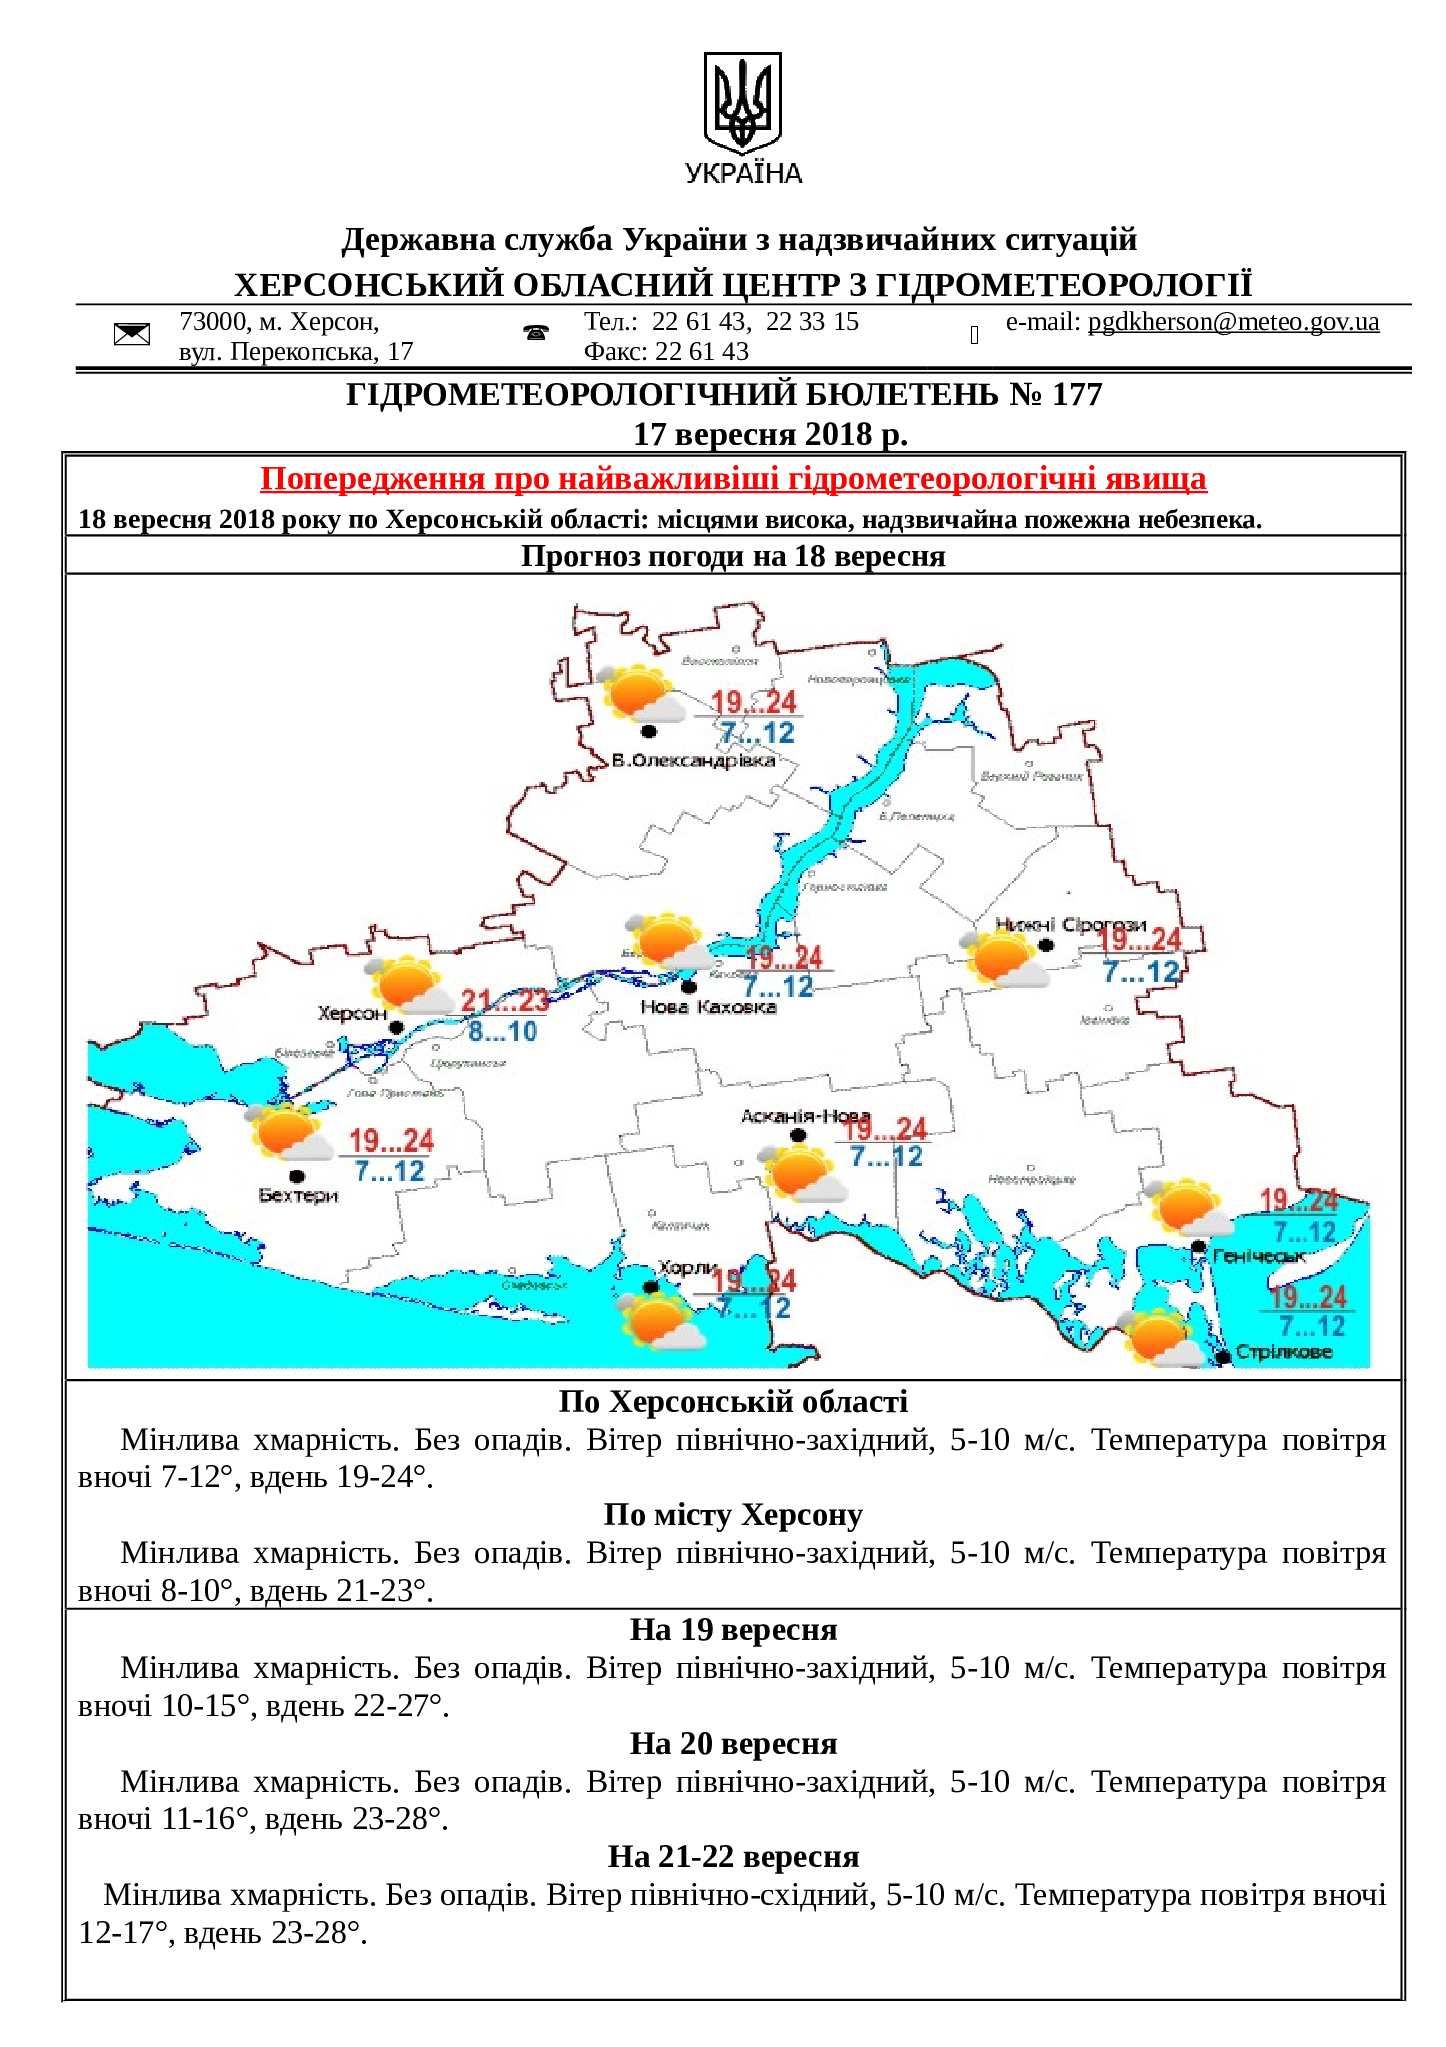 УКРАЇНА
Державна служба України з надзвичайних ситуацій
ХЕРСОНСЬКИЙ ОБЛАСНИЙ ЦЕНТР З ГІДРОМЕТЕОРОЛОГІЇ
73000, м. Херсон,
вул. Перекопська, 17
Тел.: 22 61 43, 22 33 15
Факс: 22 61 43
e-mail: pgdkherson@meteo.gov.ua
ГІДРОМЕТЕОРОЛОГІЧНИЙ БЮЛЕТЕНЬ № 177
17 вересня 2018 р.
Попередження про найважливіші гідрометеорологічні явища
18 вересня 2018 року по Херсонській області: місцями висока, надзвичайна пожежна небезпека.
Прогноз погоди на 18 вересня
19...24
7...12
В.Олександрівка
Нижні Сірогози
19...24
7...12
19...24
7...12
Нова Каховка
Херсон
21...23
8...10
Асканія-Нова
19...24
7...12
19...24
7...12
Бехтери
19...24
7...12
Генічеськ
Хорли
19...24
7...12
19...24
7...12
Стрілкове
По Херсонській області
Мінлива хмарність. Без опадів. Вітер північно-західний, 5-10 м/с. Температура повітря
вночі 7-12°, вдень 19-24°.
По місту Херсону
Мінлива хмарність. Без опадів. Вітер північно-західний, 5-10 м/с. Температура повітря
вночі 8-10°, вдень 21-23°.
На 19 вересня
Мінлива хмарність. Без опадів. Вітер північно-західний, 5-10 м/с. Температура повітря
вночі 10-15°, вдень 22-27°.
На 20 вересня
Мінлива хмарність. Без опадів. Вітер північно-західний, 5-10 м/с. Температура повітря
вночі 11-16°, вдень 23-28°.
На 21-22 вересня
Мінлива хмарність. Без опадів. Вітер північно-східний, 5-10 м/с. Температура повітря вночі
12-17°, вдень 23-28°.